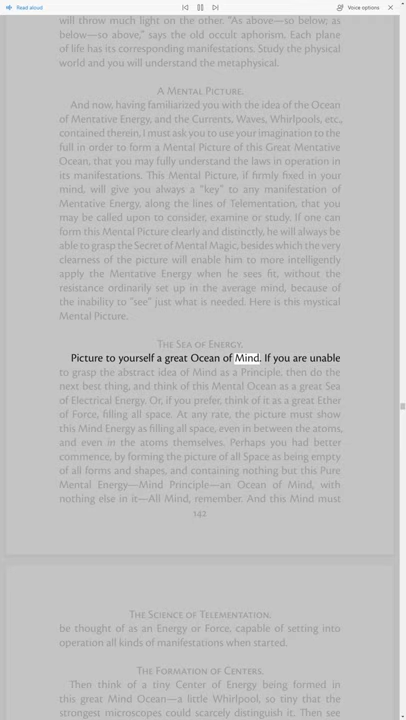 Read aloud
Voice options
will throw much light on the other. "As above—so below; as
below—so above," says the old occult aphorism, Each plane
of life has its corresponding manifestations. Study the physical
world and you will understand the metaphysical.
A Mental Picture.
And now, having familiarized you with the idea of the Ocean
of Mentative Energy, and the Currents, Waves, Whirlpools, etc.,
contained therein, I must ask you to use your imagination to the
full in order to form a Mental Picture of this Great Mentative
Ocean, that you may fully understand the laws in operation in
its manifestations. This Mental Picture, if firmly fixed in your
mind, will give you always a "key" to any manifestation of
Mentative Energy, along the lines of Telementation, that you
may be called upon to consider, examine or study. If one can
form this Mental Picture clearly and distinctly, he will always be
able to grasp the Secret of Mental Magic, besides which the very
clearness of the picture will enable him to more intelligently
apply the Mentative Energy when he sees fit, without the
resistance ordinarily set up in the average mind, because of
the inability to "see" just what is needed. Here is this mystical
Mental Picture.
The Sea of Energy.
Picture to yourself a great Ocean of Mind. If you are unable
to grasp the abstract idea of Mind as a Principle, then do the
next best thing, and think of this Mental Ocean as a great Sea
of Electrical Energy. Or, if you prefer, think of it as a great Ether
of Force, filling all space. At any rate, the picture must show
this Mind Energy as filling all space, even in between the atoms,
and even in the atoms themselves. Perhaps you had better
commence, by forming the picture of all Space as being empty
of all forms and shapes, and containing nothing but this Pure
Mental Energy—Mind Principle—an Ocean of Mind, with
nothing else in it—All Mind, remember. And this Mind must
142
The Science of Telementation.
be thought of as an Energy or Force, capable of setting into
operation all kinds of manifestations when started.
The Formation of Centers.
Then think of a tiny Center of Energy being formed in
this great Mind Ocean—a little Whirlpool, so tiny that the
strongest microscopes could scarcely distinguish it. Then see